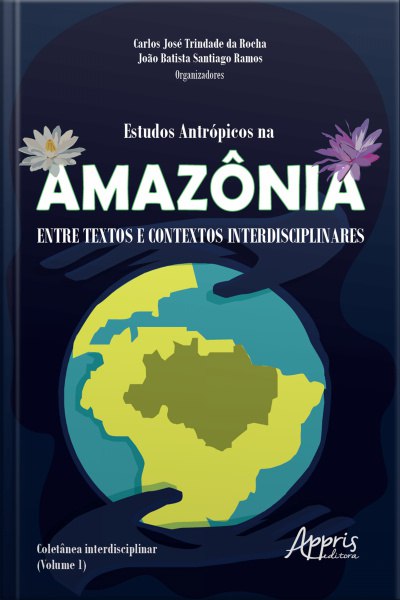 Carlos José Trindade da Rocha
João Batista Santiago Ramos
Organizadores
Estudos Antrópicos na
AMAZÔNIA
ENTRE TEXTOS E CONTEXTOS INTERDISCIPLINARES
Coletânea interdisciplinar
(Volume 1)
Appris
editora